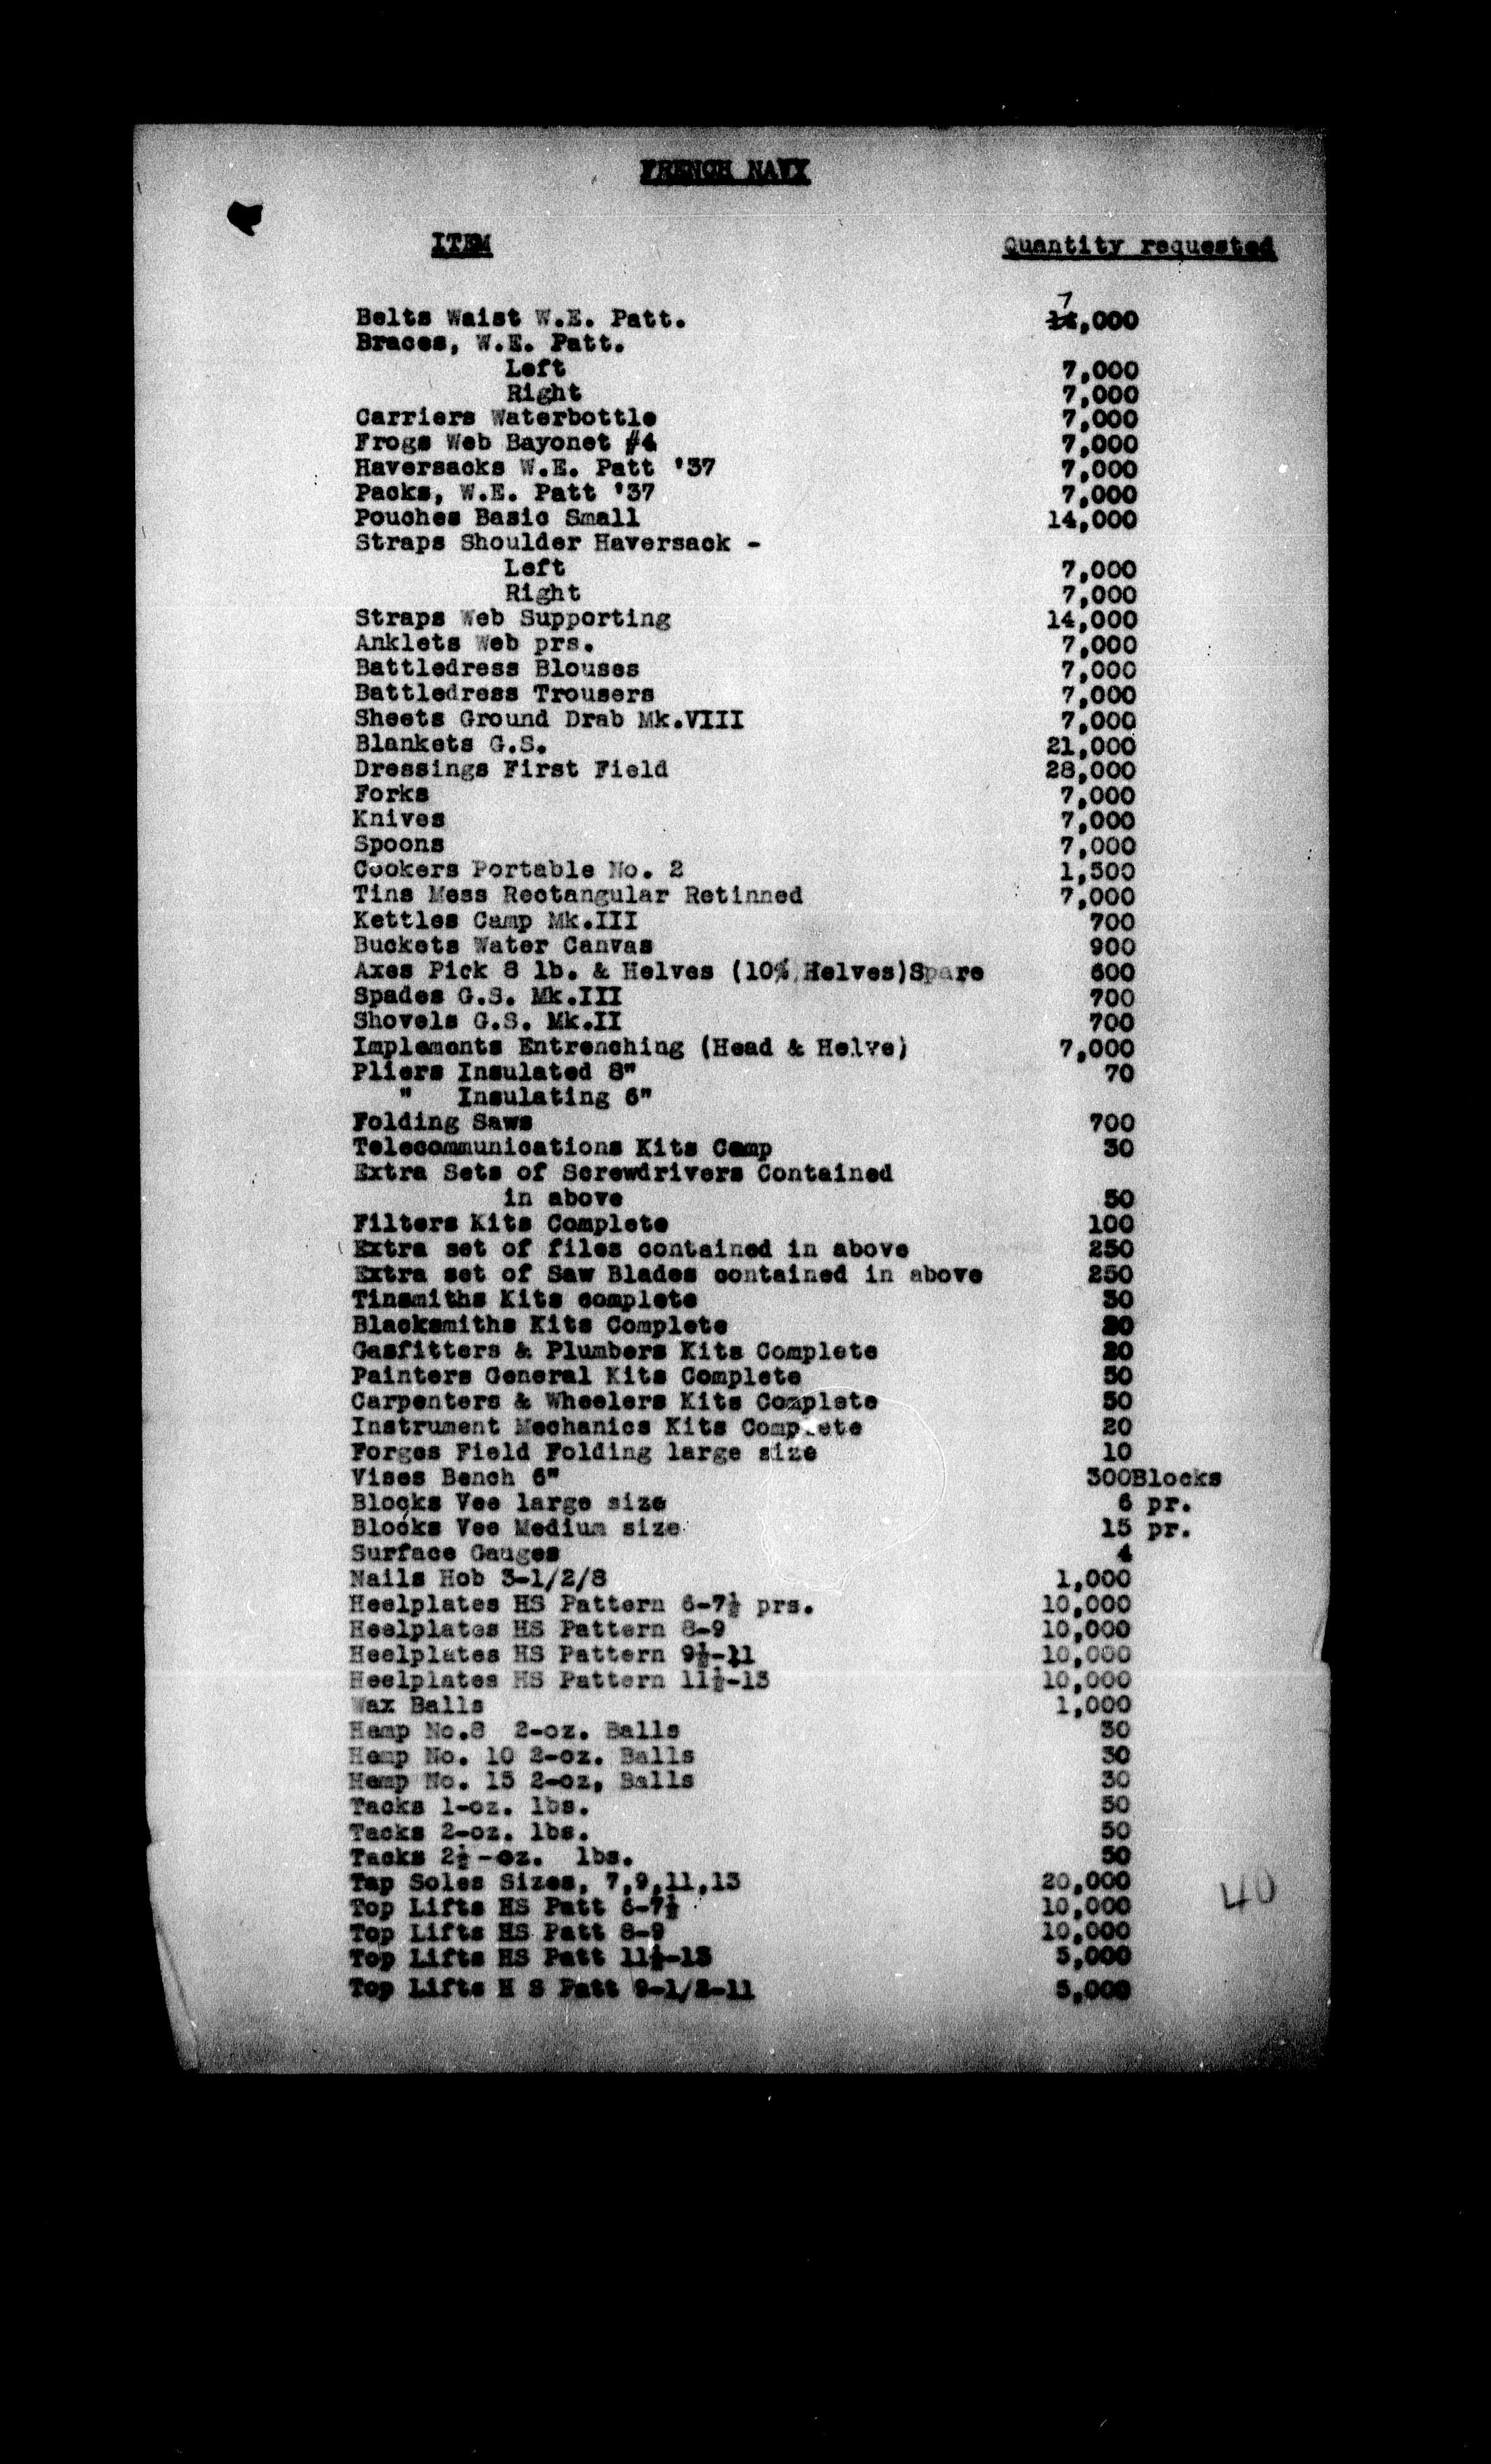 FRENCH NAVY
ITEM Quantity requested
7
Belts Waist W.E. Patt. 14,000
Braces, W.E. Patt.
Left 7,000
Right 7,000
Carriers Waterbottle 7,000
Frogs Web Bayonet #4 7,000
Haversacks W.E. Patt '37 7,000
Packs, W.E. Patt '37 7,000
Pouches Basic Small 14,000
Straps Shoulder Haversack -
Left 7,000
Right 7,000
Straps Web Supporting 14,000
Anklets Web prs. 7,000
Battledress Blouses 7,000
Battledress Trousers 7,000
Sheets Ground Drab Mk.VIII 7,000
Blankets G.S. 21,000
Dressings First Field 28,000
Forks 7,000
Knives 7,000
Spoons 7,000
Cookers Portable No. 2 1,500
Tins Mess Rectangular Retinned 7,000
Kettles Camp Mk.III 700
Buckets Water Canvas 900
Axes Pick 8 lb. & Helves (10% Helves)Spare 600
Spades G.S. Mk.III 700
Shovels G.S. Mk.II 700
Implements Entrenching (Head & Helve) 7,000
Pliers Insulated 8" 70
" Insulating 6"
Folding Saws 700
Telecommunications Kits Comp 30
Extra Sets of Screwdrivers Contained
in above 50
Filters Kits Complete 100
Extra set of files contained in above 250
Extra set of Saw Blades contained in above 250
Tinsmiths Kits complete 30
Blacksmiths Kits Complete 20
Gasfitters & Plumbers Kits Complete 20
Painters General Kits Complete 50
Carpenters & Wheelers Kits Complete 50
Instrument Mechanics Kits Complete 20
Forges Field Folding large size 10
Vises Bench 6" 300Blocks
Blocks Vee large size 6 pr.
Blocks Vee Medium size 15 pr.
Surface Gauges 4
Nails Hob 3-1/2/8 1,000
Heelplates HS Pattern 6-7½ prs. 10,000
Heelplates HS Pattern 8-9 10,000
Heelplates HS Pattern 9½-11 10,000
Heelplates HS Pattern 11½-13 10,000
Wax Balls 1,000
Hemp No.8 2-oz. Balls 30
Hemp No. 10 2-oz. Balls 30
Hemp No. 15 2-oz, Balls 30
Tacks 1-oz. lbs. 50
Tacks 2-oz. lbs. 50
Tacks 2½-oz. lbs. 50
Tap Soles Sizes, 7,9,11,13 20,000
Top Lifts HS Patt 6-7½ 10,000
Top Lifts HS Patt 8-9 10,000
Top Lifts HS Patt 11½-13 5,000
Top Lifts H S Patt 9-1/2-11 5,000
40